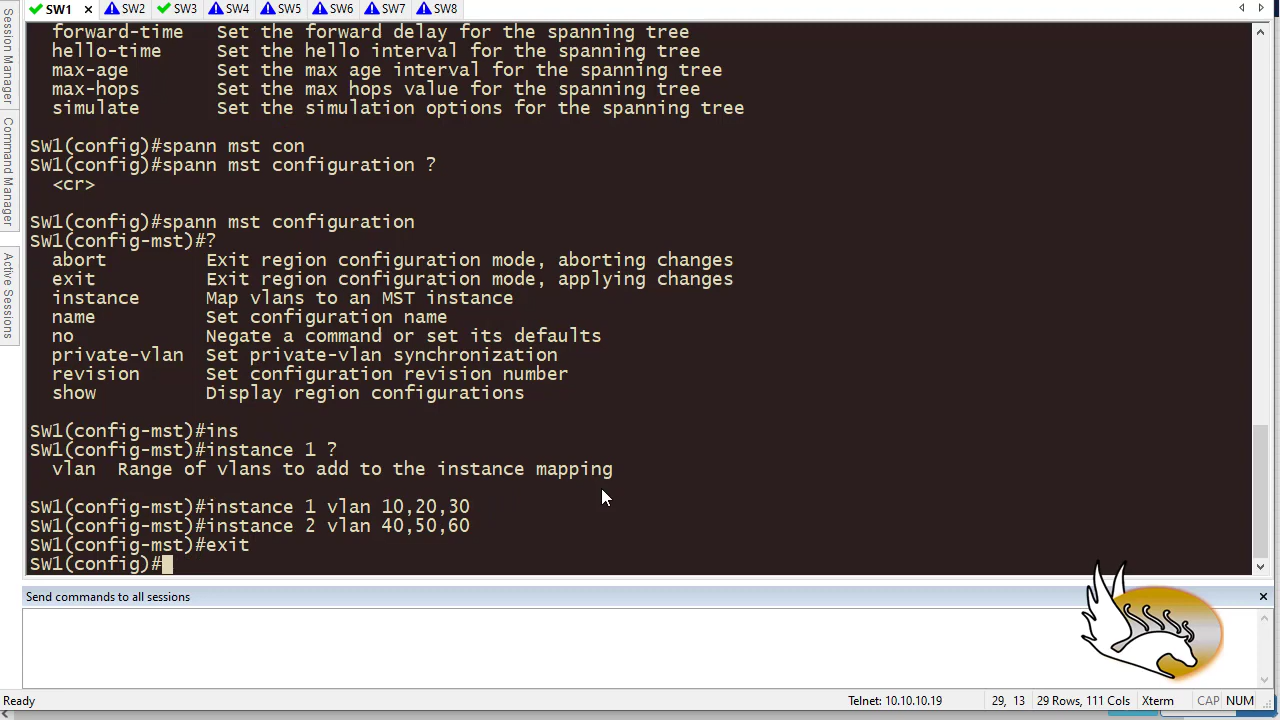 SW1 × SW2 SW3 SW4 SW5 SW6 SW7 SW8
Session Manager
Command Manager
Active Sessions
forward-time Set the forward delay for the spanning tree
hello-time Set the hello interval for the spanning tree
max-age Set the max age interval for the spanning tree
max-hops Set the max hops value for the spanning tree
simulate Set the simulation options for the spanning tree
SW1(config)#spann mst con
SW1(config)#spann mst configuration ?
<cr>
SW1(config)#spann mst configuration
SW1(config-mst)#?
abort Exit region configuration mode, aborting changes
exit Exit region configuration mode, applying changes
instance Map vlans to an MST instance
name Set configuration name
no Negate a command or set its defaults
private-vlan Set private-vlan synchronization
revision Set configuration revision number
show Display region configurations
SW1(config-mst)#ins
SW1(config-mst)#instance 1 ?
vlan Range of vlans to add to the instance mapping
SW1(config-mst)#instance 1 vlan 10,20,30
SW1(config-mst)#instance 2 vlan 40,50,60
SW1(config-mst)#exit
SW1(config)#
Send commands to all sessions ×
Ready Telnet: 10.10.10.19 29, 13 29 Rows, 111 Cols Xterm CAP NUM